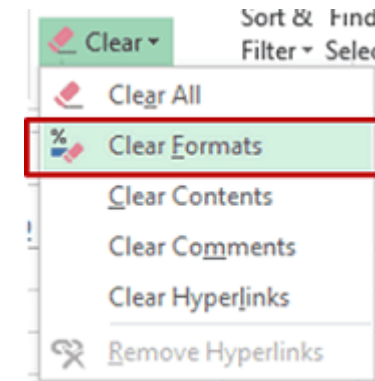 Sort & Find
Clear
Filter Selec
Clear All
%
Clear Formats
Clear Contents
Clear Comments
Clear Hyperlinks
Remove Hyperlinks